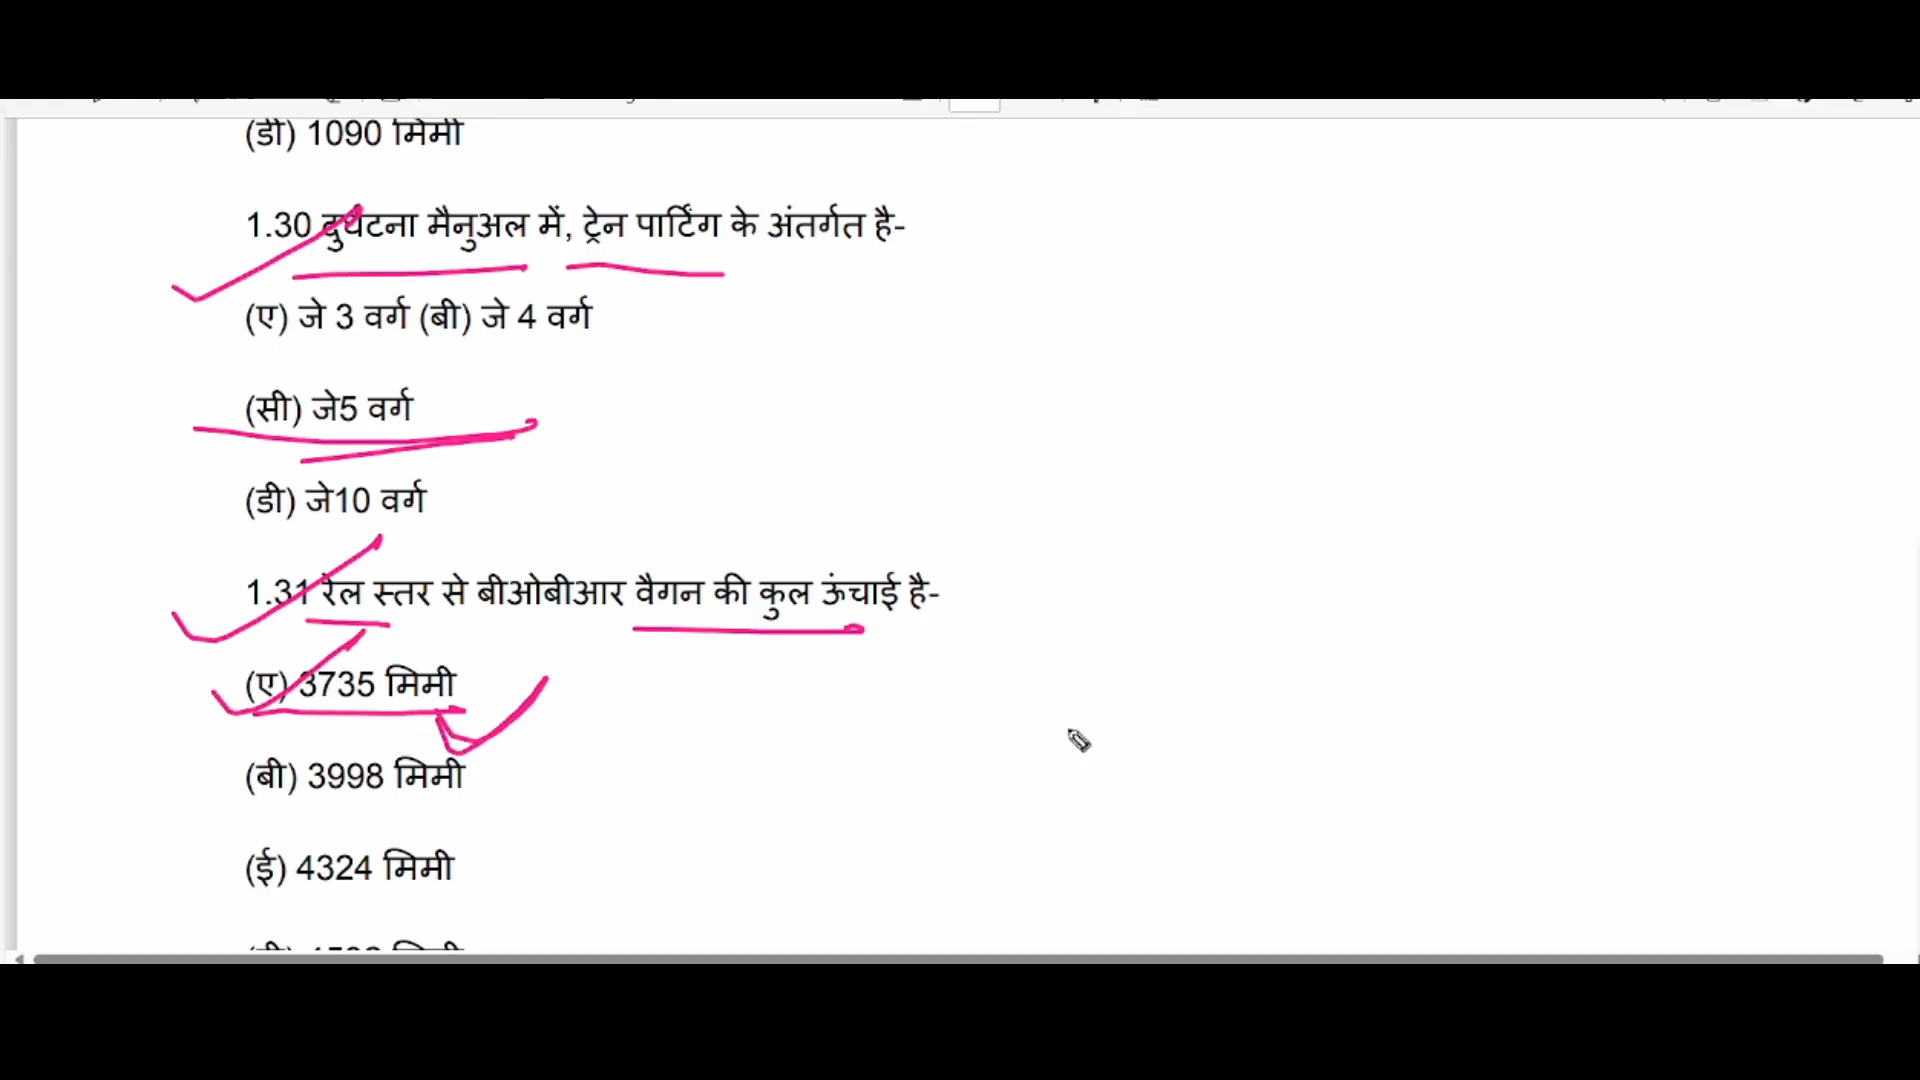 (डी) 1090 मिमी
1.30 दुर्घटना मैनुअल में, ट्रेन पार्टिंग के अंतर्गत है-
(ए) जे 3 वर्ग (बी) जे 4 वर्ग
(सी) जे5 वर्ग
(डी) जे10 वर्ग
1.31 रेल स्तर से बीओबीआर वैगन की कुल ऊंचाई है-
(ए) 3735 मिमी
(बी) 3998 मिमी
(ई) 4324 मिमी